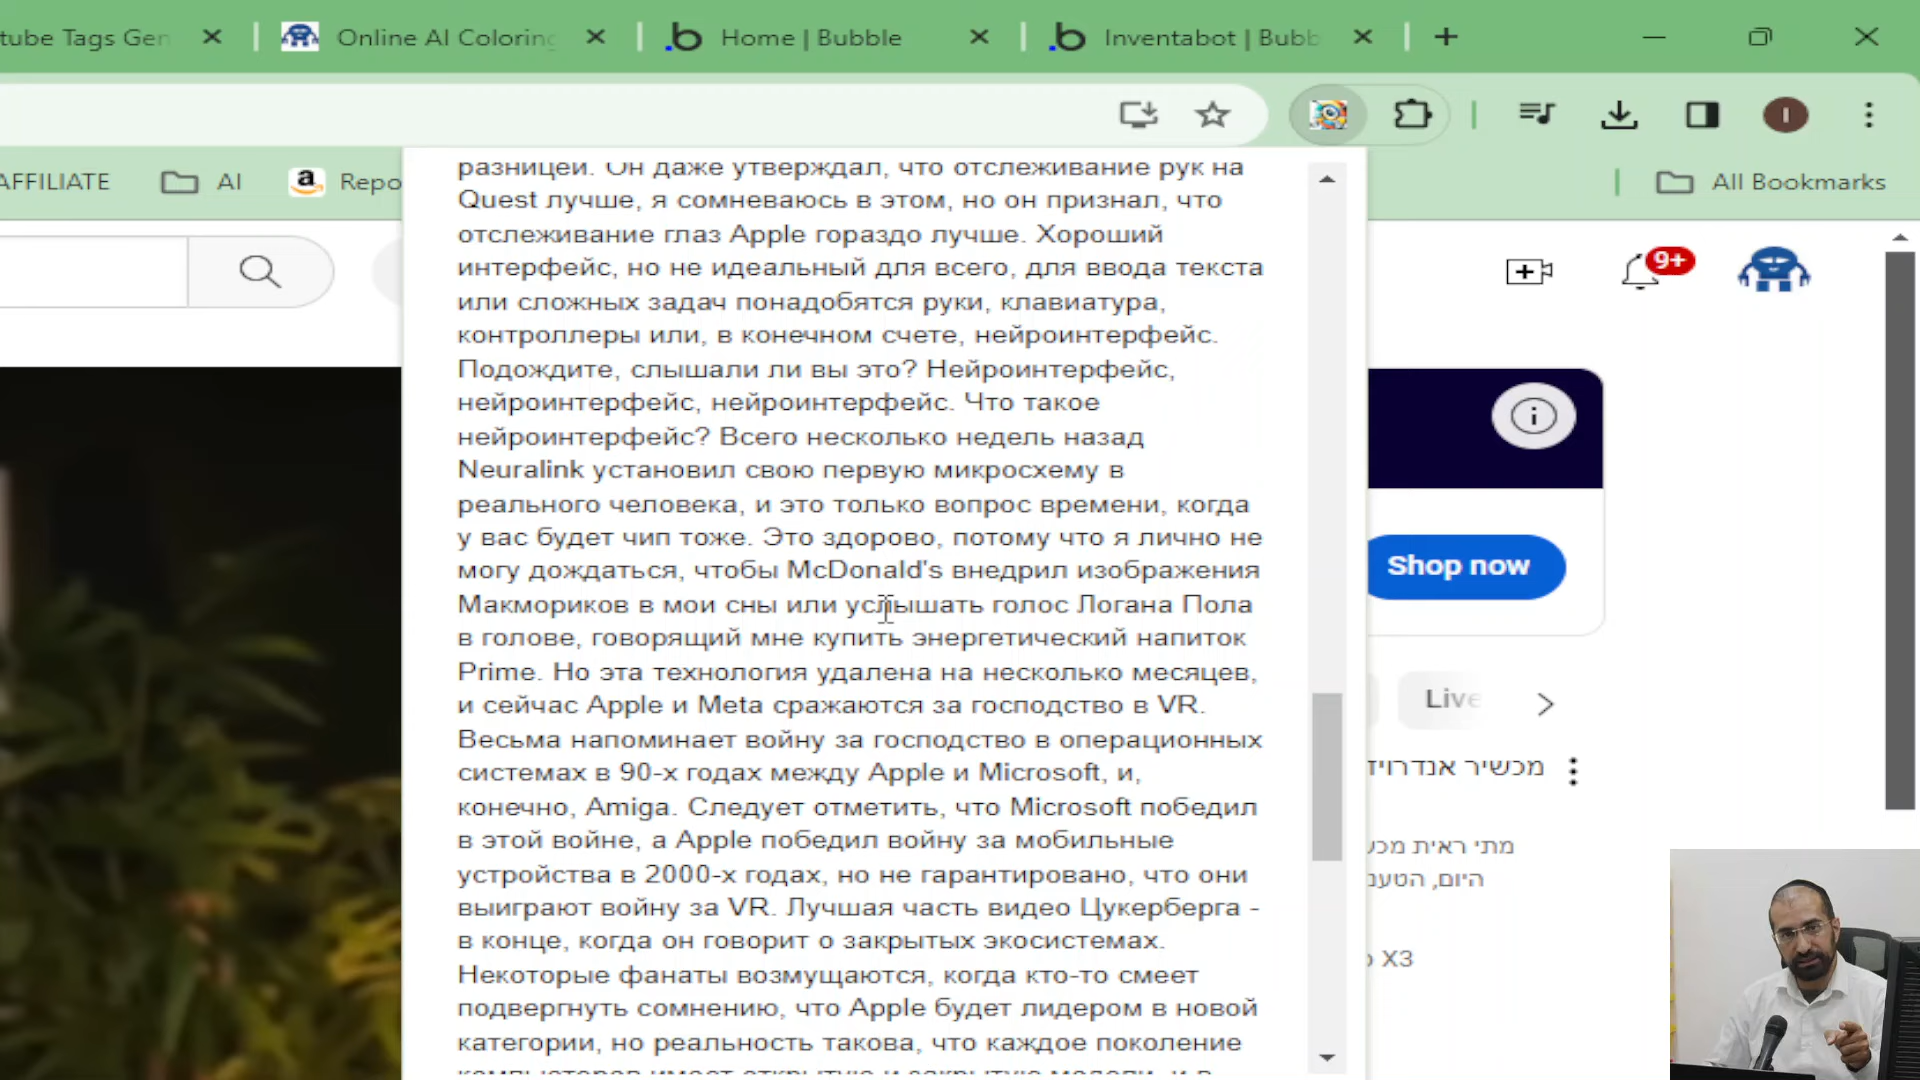 tube Tags Gen
Online AI Coloring
Home | Bubble
Inventabot | Bubb
I
AFFILIATE
AI
a
Repo
All Bookmarks
9+
разницей. Он даже утверждал, что отслеживание рук на
Quest лучше, я сомневаюсь в этом, но он признал, что
отслеживание глаз Apple гораздо лучше. Хороший
интерфейс, но не идеальный для всего, для ввода текста
или сложных задач понадобятся руки, клавиатура,
контроллеры или, в конечном счете, нейроинтерфейс.
Подождите, слышали ли вы это? Нейроинтерфейс,
нейроинтерфейс, нейроинтерфейс. Что такое
нейроинтерфейс? Всего несколько недель назад
Neuralink установил свою первую микросхему в
реального человека, и это только вопрос времени, когда
у вас будет чип тоже. Это здорово, потому что я лично не
могу дождаться, чтобы McDonald's внедрил изображения
Макмориков в мои сны или услышать голос Логана Пола
в голове, говорящий мне купить энергетический напиток
Prime. Но эта технология удалена на несколько месяцев,
и сейчас Apple и Meta сражаются за господство в VR.
Весьма напоминает войну за господство в операционных
системах в 90-х годах между Apple и Microsoft, и,
конечно, Amiga. Следует отметить, что Microsoft победил
в этой войне, а Apple победил войну за мобильные
устройства в 2000-х годах, но не гарантировано, что они
выиграют войну за VR. Лучшая часть видео Цукерберга -
в конце, когда он говорит о закрытых экосистемах.
Некоторые фанаты возмущаются, когда кто-то смеет
подвергнуть сомнению, что Apple будет лидером в новой
категории, но реальность такова, что каждое поколение
компьютеров имеет открытую и закрытую модели, и в
Shop now
Live
מכשיר אנדרויד
מתי ראית מכש
היום, הטענ
X3